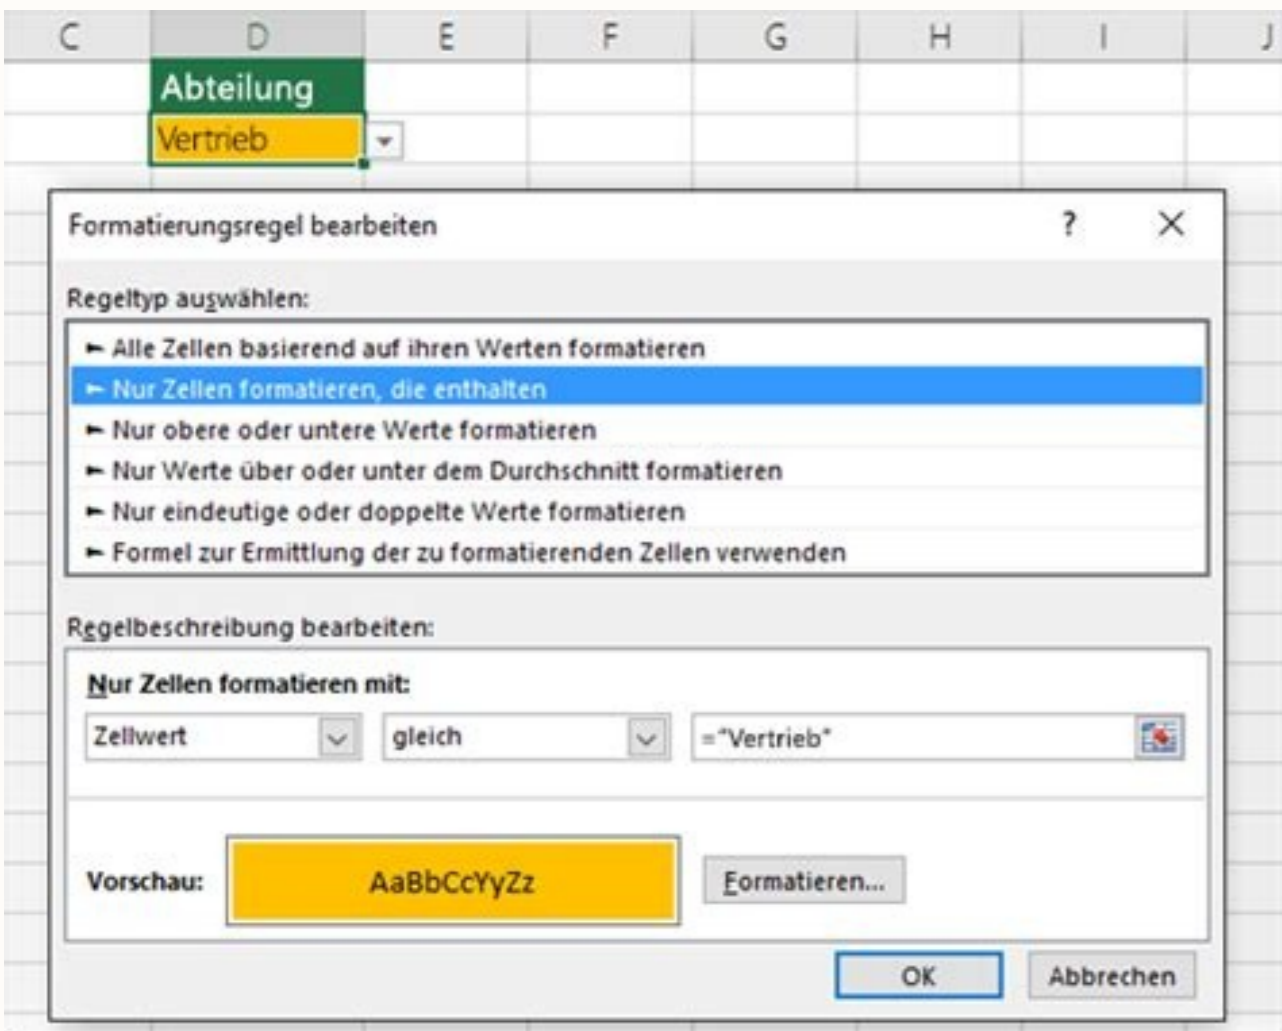 C D E F G H I J
Abteilung
Vertrieb
Formatierungsregel bearbeiten ? X
Regeltyp auswählen:
► Alle Zellen basierend auf ihren Werten formatieren
► Nur Zellen formatieren, die enthalten
► Nur obere oder untere Werte formatieren
► Nur Werte über oder unter dem Durchschnitt formatieren
► Nur eindeutige oder doppelte Werte formatieren
► Formel zur Ermittlung der zu formatierenden Zellen verwenden
Regelbeschreibung bearbeiten:
Nur Zellen formatieren mit:
Zellwert gleich ="Vertrieb"
Vorschau: AaBbCcYyZz Formatieren...
OK Abbrechen